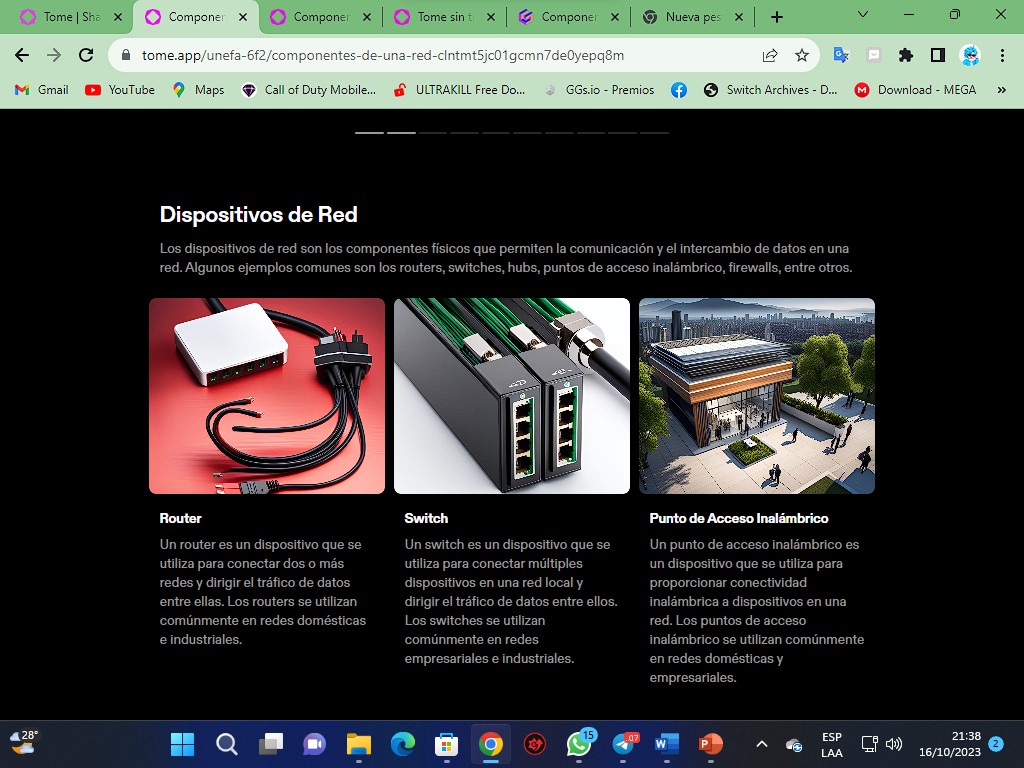 Tome | Sha
Componen
Componen
Tome sin t
Componen
Nueva pes
tome.app/unefa-6f2/componentes-de-una-red-clntmt5jc01gcmn7de0yepq8m
Gmail
YouTube
Maps
Call of Duty Mobile...
ULTRAKILL Free Do...
GGs.io - Premios
Switch Archives - D...
Download - MEGA
»
Dispositivos de Red
Los dispositivos de red son los componentes físicos que permiten la comunicación y el intercambio de datos en una
red. Algunos ejemplos comunes son los routers, switches, hubs, puntos de acceso inalámbrico, firewalls, entre otros.
Router
Un router es un dispositivo que se
utiliza para conectar dos o más
redes y dirigir el tráfico de datos
entre ellas. Los routers se utilizan
comúnmente en redes domésticas
e industriales.
Switch
Un switch es un dispositivo que se
utiliza para conectar múltiples
dispositivos en una red local y
dirigir el tráfico de datos entre ellos.
Los switches se utilizan
comúnmente en redes
empresariales e industriales.
Punto de Acceso Inalámbrico
Un punto de acceso inalámbrico es
un dispositivo que se utiliza para
proporcionar conectividad
inalámbrica a dispositivos en una
red. Los puntos de acceso
inalámbrico se utilizan comúnmente
en redes domésticas y
empresariales.
28°
15
07
ESP
LAA
21:38
16/10/2023
2